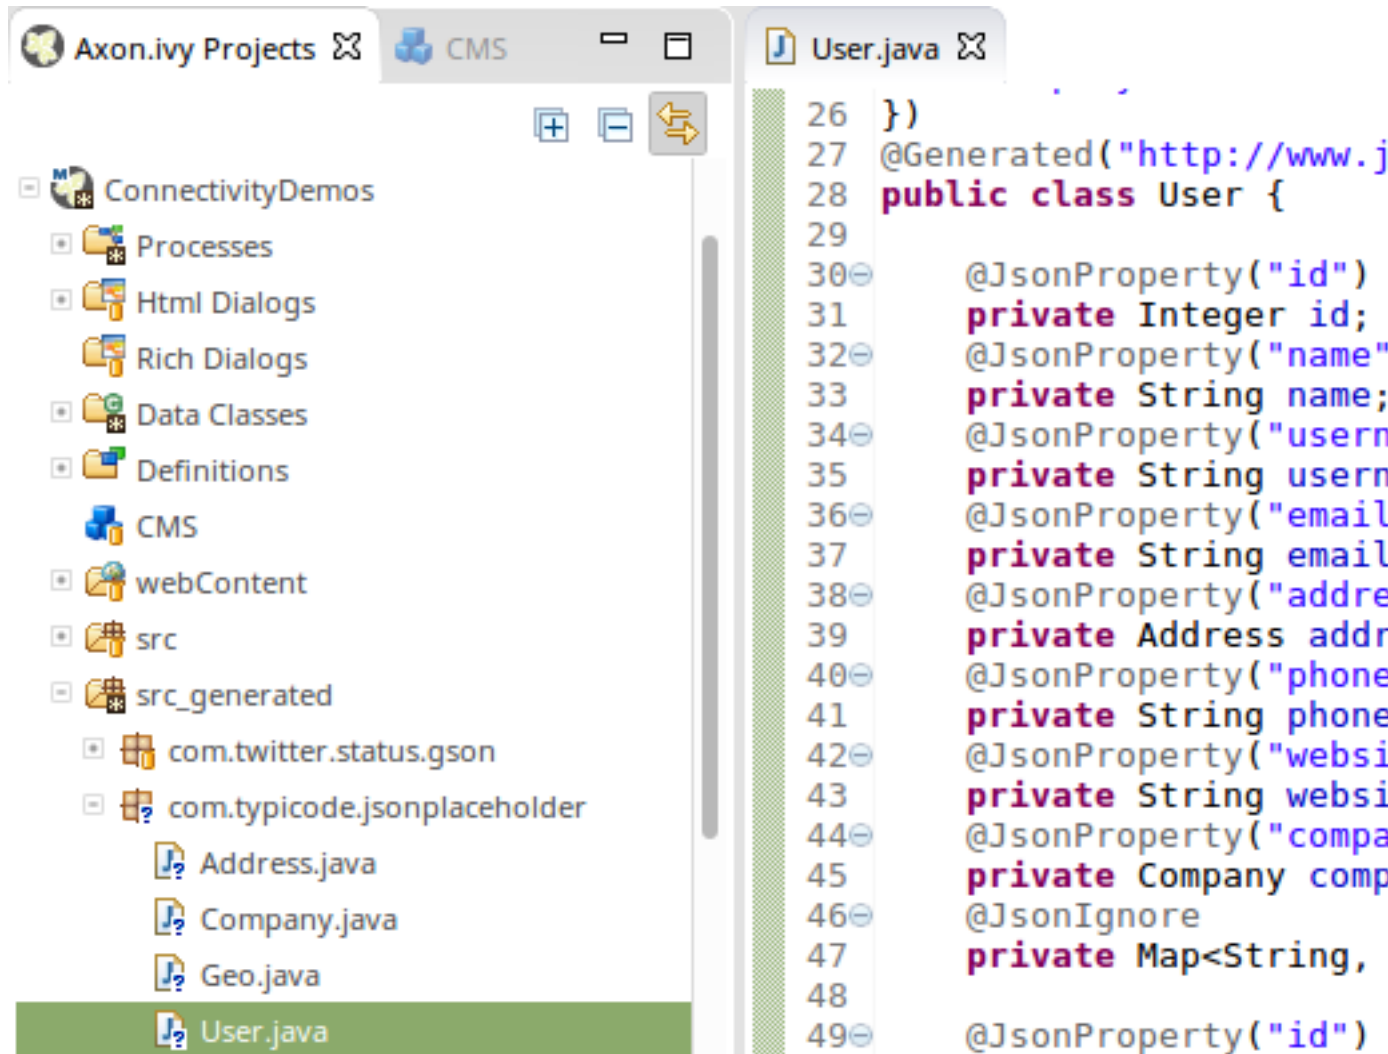 Axon.ivy Projects
CMS
ConnectivityDemos
Processes
Html Dialogs
Rich Dialogs
Data Classes
Definitions
CMS
webContent
src
src_generated
com.twitter.status.gson
com.typicode.jsonplaceholder
Address.java
Company.java
Geo.java
User.java
User.java
26 })
27 @Generated("http://www.j
28 public class User {
29
30 @JsonProperty("id")
31 private Integer id;
32 @JsonProperty("name"
33 private String name;
34 @JsonProperty("usern
35 private String usern
36 @JsonProperty("email
37 private String email
38 @JsonProperty("addre
39 private Address addr
40 @JsonProperty("phone
41 private String phone
42 @JsonProperty("websi
43 private String websi
44 @JsonProperty("compa
45 private Company comp
46 @JsonIgnore
47 private Map<String,
48
49 @JsonProperty("id")